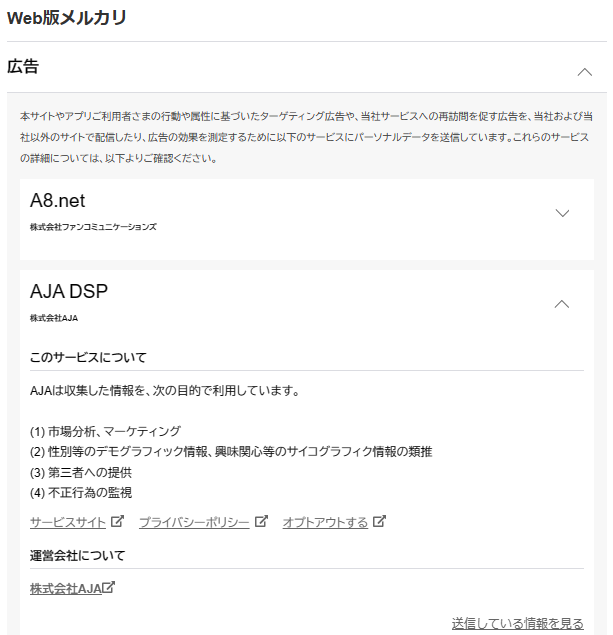 Web版メルカリ
広告
本サイトやアプリご利用者さまの行動や属性に基づいたターゲティング広告や、当社サービスへの再訪問を促す広告を、当社および当
社以外のサイトで配信したり、広告の効果を測定するために以下のサービスにパーソナルデータを送信しています。これらのサービス
の詳細については、以下よりご確認ください。
A8.net
株式会社ファンコミュニケーションズ
AJA DSP
株式会社AJA
このサービスについて
AJAは収集した情報を、次の目的で利用しています。
(1) 市場分析、マーケティング
(2) 性別等のデモグラフィック情報、興味関心等のサイコグラフィク情報の類推
(3) 第三者への提供
(4) 不正行為の監視
サービスサイト プライバシーポリシー オプトアウトする
運営会社について
株式会社AJA
送信している情報を見る